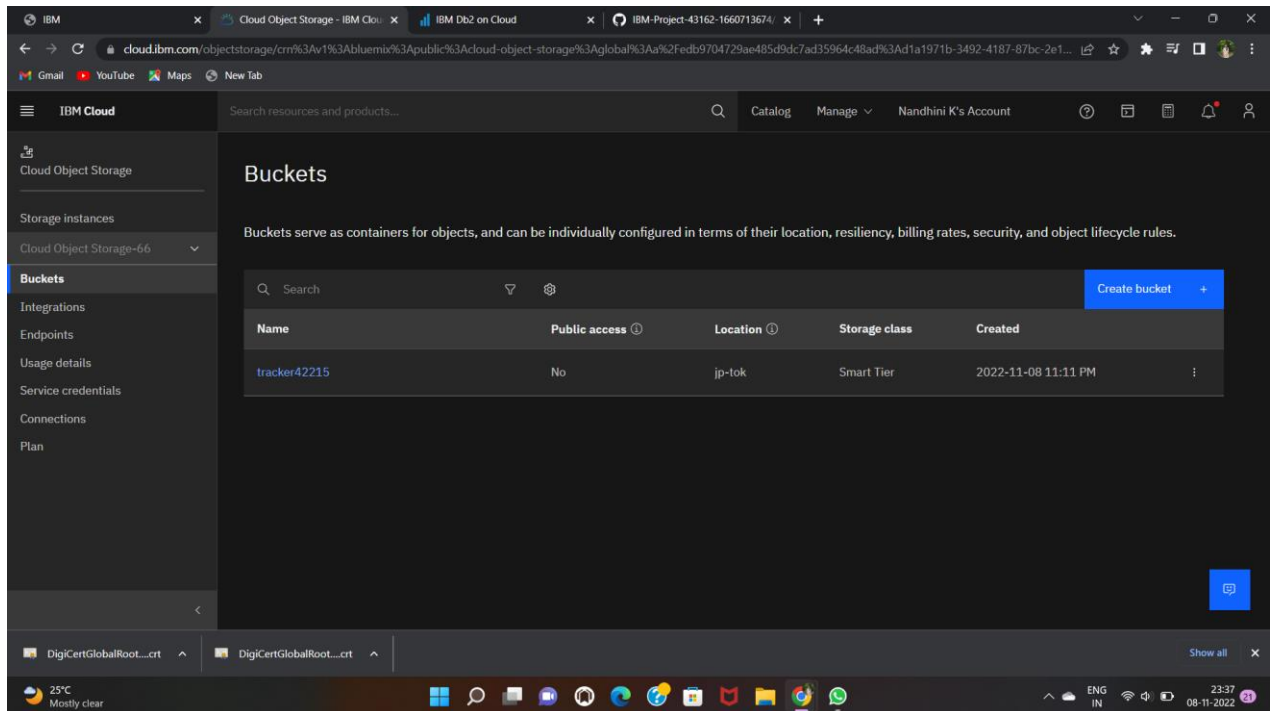 IBM
Cloud Object Storage - IBM Clou
IBM Db2 on Cloud
IBM-Project-43162-1660713674/
cloud.ibm.com/objectstorage/crn%3Av1%3Abluemix%3Apublic%3Acloud-object-storage%3Aglobal%3Aa%2Fedb9704729ae485d9dc7ad35964c48ad%3Ad1a1971b-3492-4187-87bc-2e1...
Gmail YouTube Maps New Tab
IBM Cloud
Search resources and products...
Catalog Manage Nandhini K's Account
Cloud Object Storage
Storage instances
Cloud Object Storage-66
Buckets
Integrations
Endpoints
Usage details
Service credentials
Connections
Plan
Buckets
Buckets serve as containers for objects, and can be individually configured in terms of their location, resiliency, billing rates, security, and object lifecycle rules.
Search
Create bucket +
Name Public access Location Storage class Created
tracker42215 No jp-tok Smart Tier 2022-11-08 11:11 PM
DigiCertGlobalRoot....crt
DigiCertGlobalRoot....crt
Show all
25°C
Mostly clear
ENG
IN
23:37
08-11-2022
21